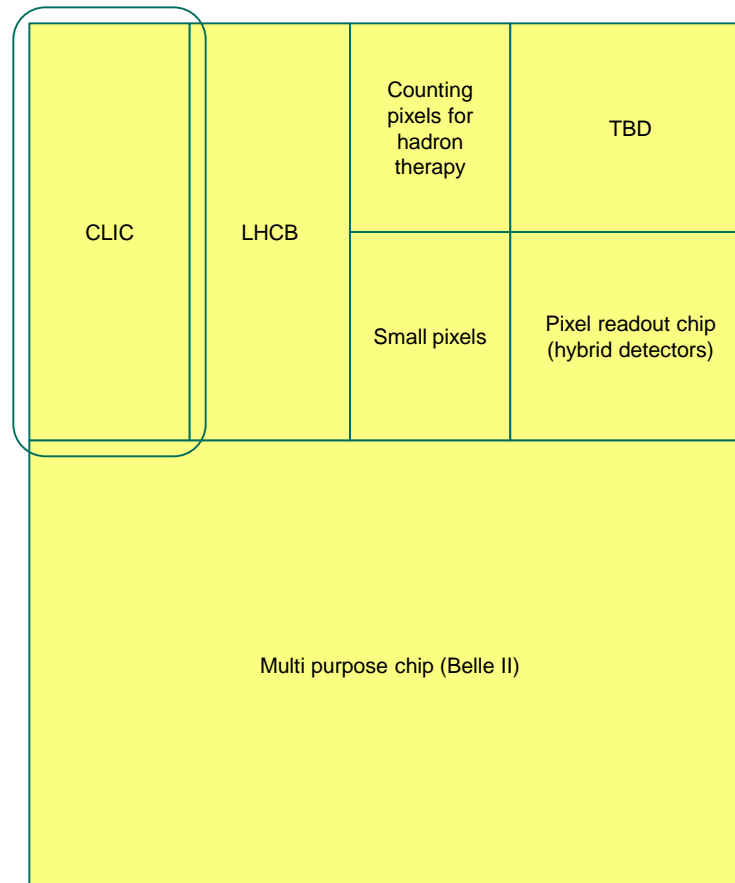 CLIC
LHCB
Counting
pixels for
hadron
therapy
TBD
Small pixels
Pixel readout chip
(hybrid detectors)
Multi purpose chip (Belle II)